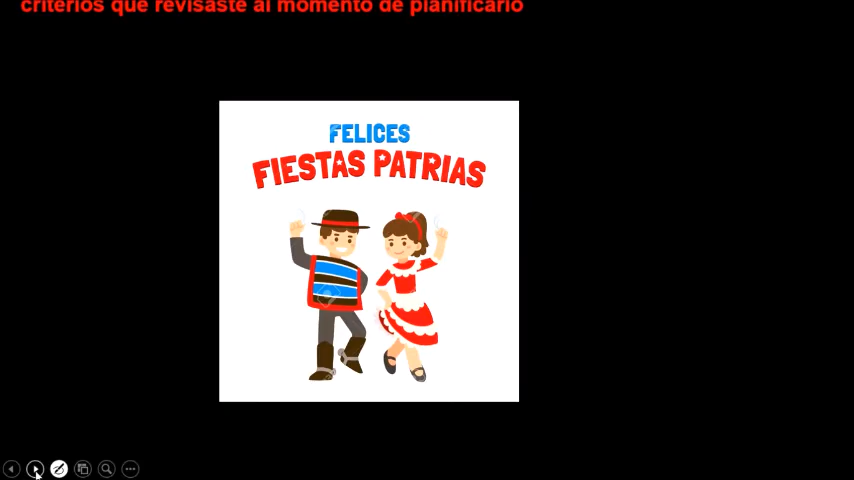 criterios que revisaste al momento de planificarlo
FELICES
FIESTAS PATRIAS